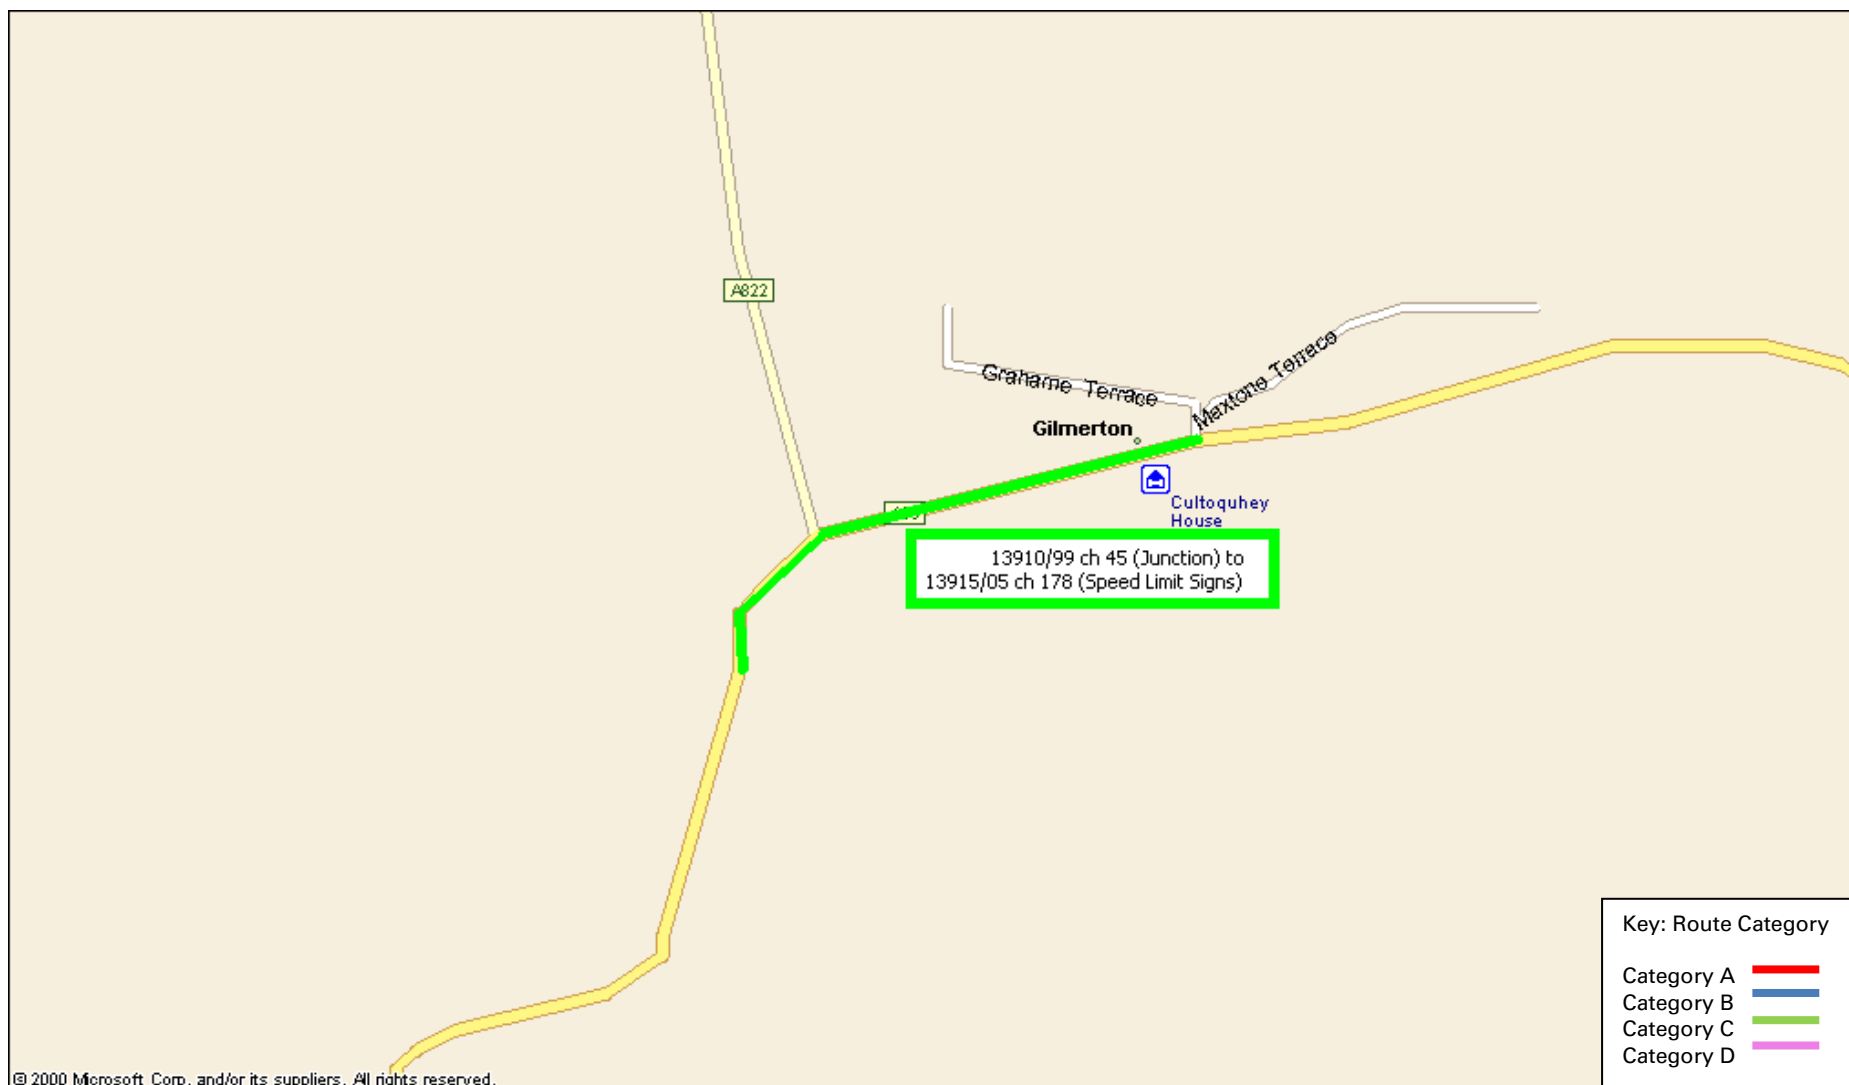 A822
Grahame Terrace
Maxtone Terrace
Gilmerton
Cultoquhey
House
13910/99 ch 45 (Junction) to
13915/05 ch 178 (Speed Limit Signs)
Key: Route Category
Category A
Category B
Category C
Category D
© 2000 Microsoft Corp. and/or its suppliers. All rights reserved.